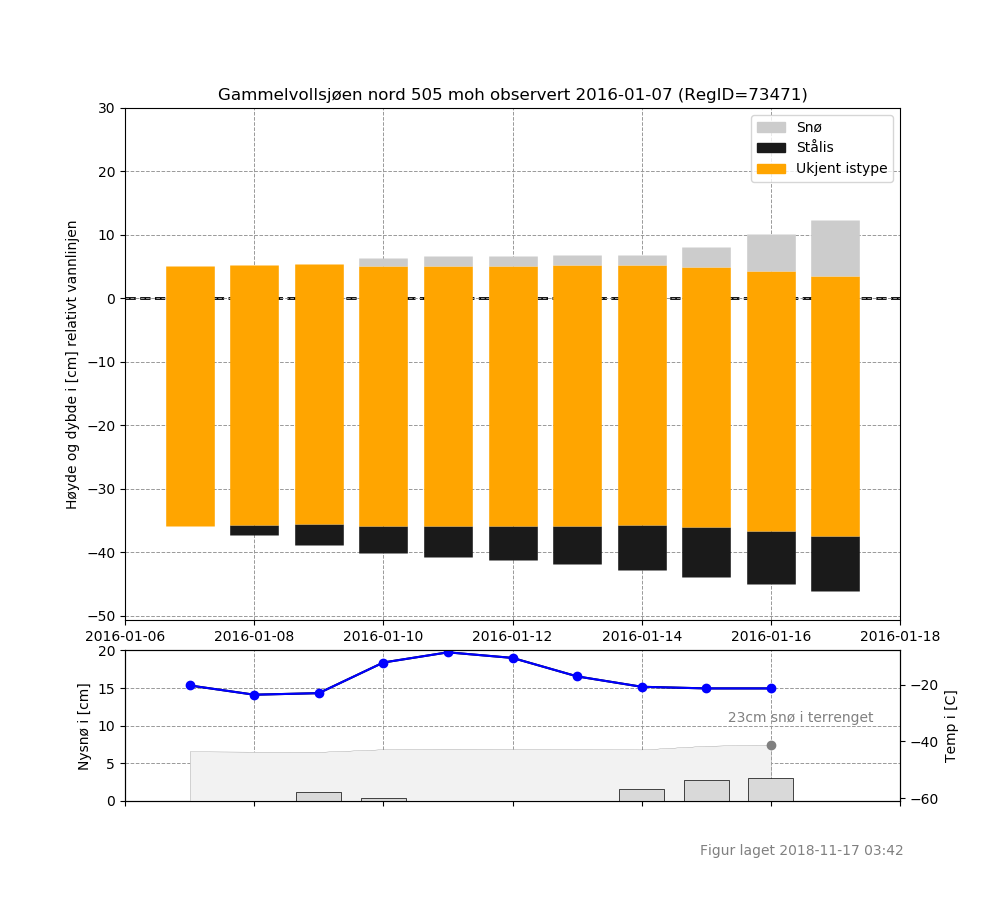 Gammelvollsjøen nord 505 moh observert 2016-01-07 (RegID=73471)
Snø
Stålis
Ukjent istype
Høyde og dybde i [cm] relativt vannlinjen
30
20
10
0
−10
−20
−30
−40
−50
2016-01-06 2016-01-08 2016-01-10 2016-01-12 2016-01-14 2016-01-16 2016-01-18
Nysnø i [cm]
20
15
10
5
0
23cm snø i terrenget
−20
−40
−60
Temp i [C]
Figur laget 2018-11-17 03:42